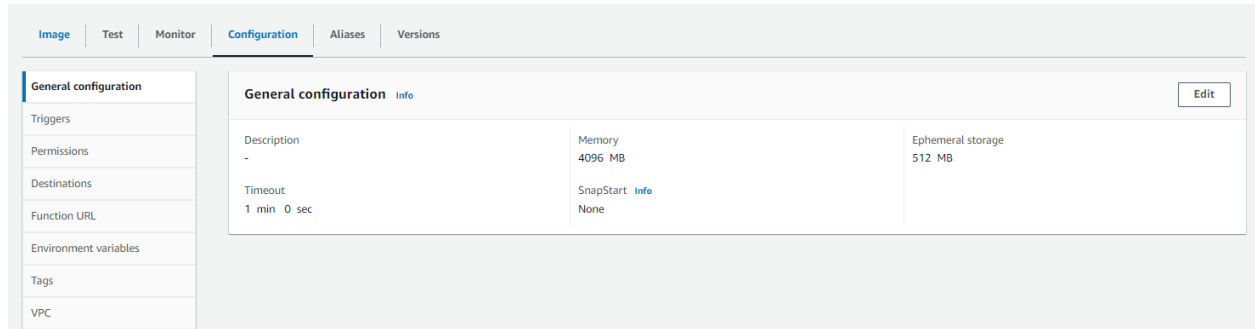 Image Test Monitor Configuration Aliases Versions
General configuration
Triggers
Permissions
Destinations
Function URL
Environment variables
Tags
VPC
General configuration Info
Edit
Description
-
Memory
4096 MB
Ephemeral storage
512 MB
Timeout
1 min 0 sec
SnapStart Info
None